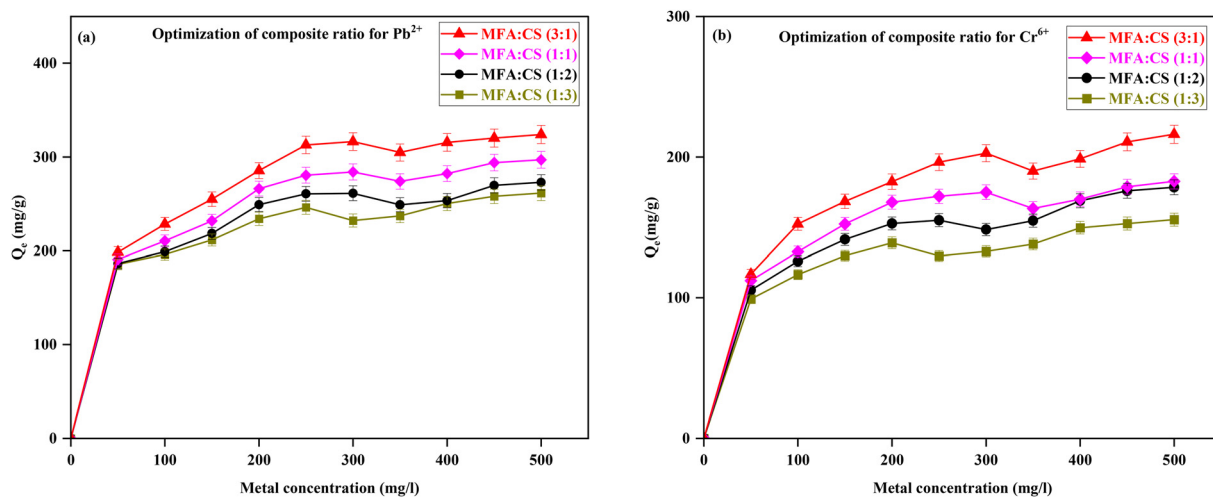 (a)
Optimization of composite ratio for Pb²⁺
MFA:CS (3:1)
MFA:CS (1:1)
MFA:CS (1:2)
MFA:CS (1:3)
400
300
200
100
0
Qₑ (mg/g)
0 100 200 300 400 500
Metal concentration (mg/l)
(b)
Optimization of composite ratio for Cr⁶⁺
MFA:CS (3:1)
MFA:CS (1:1)
MFA:CS (1:2)
MFA:CS (1:3)
300
200
100
0
Qₑ(mg/g)
0 100 200 300 400 500
Metal concentration (mg/l)